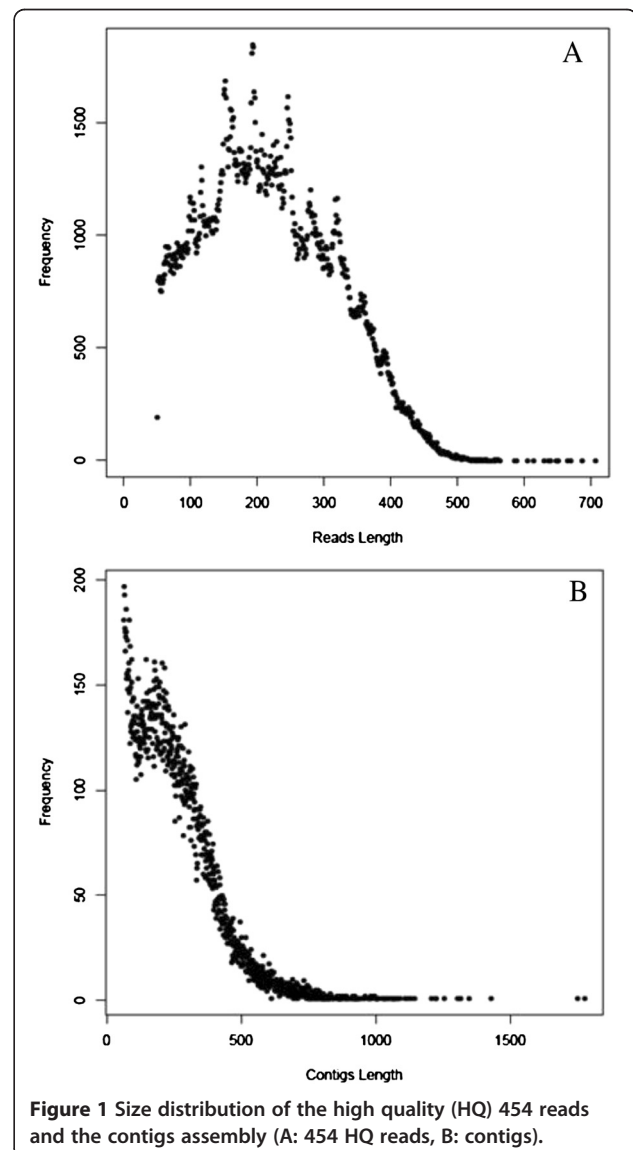 A
1500
1000
500
0
Frequency
0 100 200 300 400 500 600 700
Reads Length
B
200
150
100
50
0
Frequency
0 500 1000 1500
Contigs Length
Figure 1 Size distribution of the high quality (HQ) 454 reads
and the contigs assembly (A: 454 HQ reads, B: contigs).